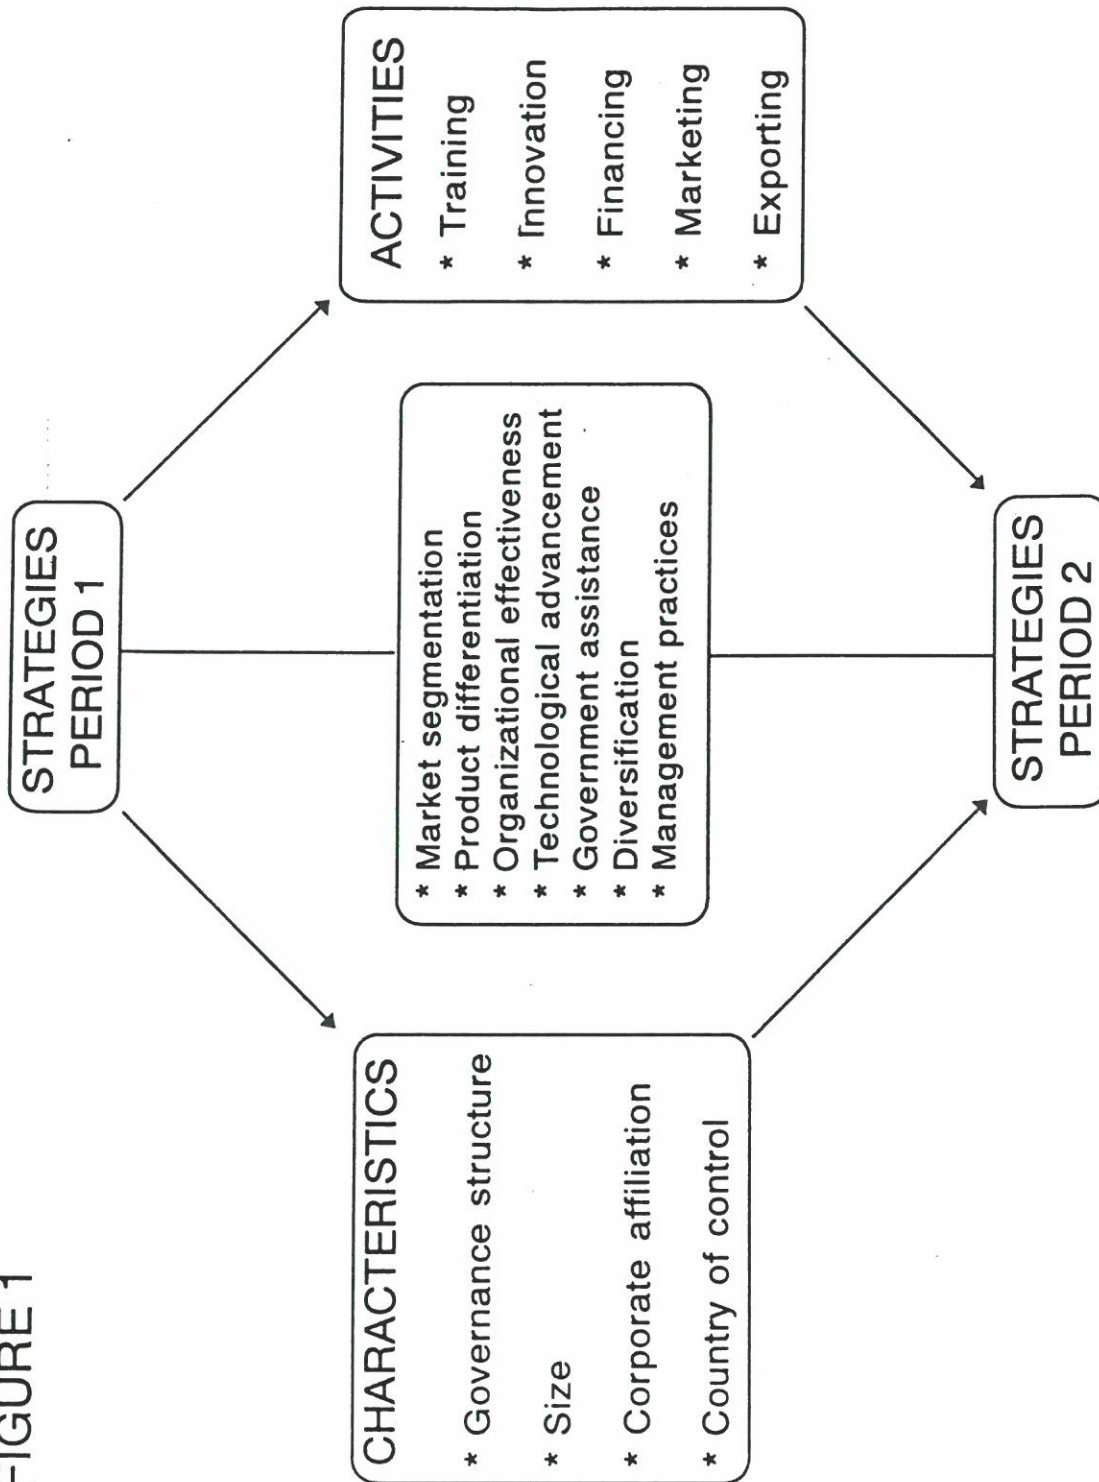 FIGURE 1
STRATEGIES
PERIOD 1
CHARACTERISTICS
* Governance structure
* Size
* Corporate affiliation
* Country of control
* Market segmentation
* Product differentiation
* Organizational effectiveness
* Technological advancement
* Government assistance
* Diversification
* Management practices
ACTIVITIES
* Training
* Innovation
* Financing
* Marketing
* Exporting
STRATEGIES
PERIOD 2